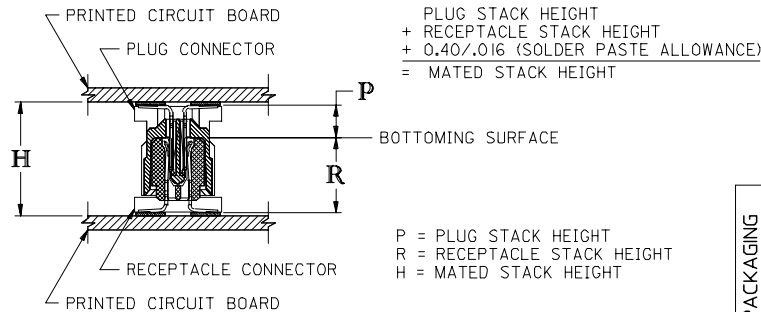 PRINTED CIRCUIT BOARD
PLUG CONNECTOR
PLUG STACK HEIGHT
+ RECEPTACLE STACK HEIGHT
+ 0.40/.016 (SOLDER PASTE ALLOWANCE)
= MATED STACK HEIGHT
P
BOTTOMING SURFACE
H
R
P = PLUG STACK HEIGHT
R = RECEPTACLE STACK HEIGHT
H = MATED STACK HEIGHT
RECEPTACLE CONNECTOR
PRINTED CIRCUIT BOARD
PACKAGING